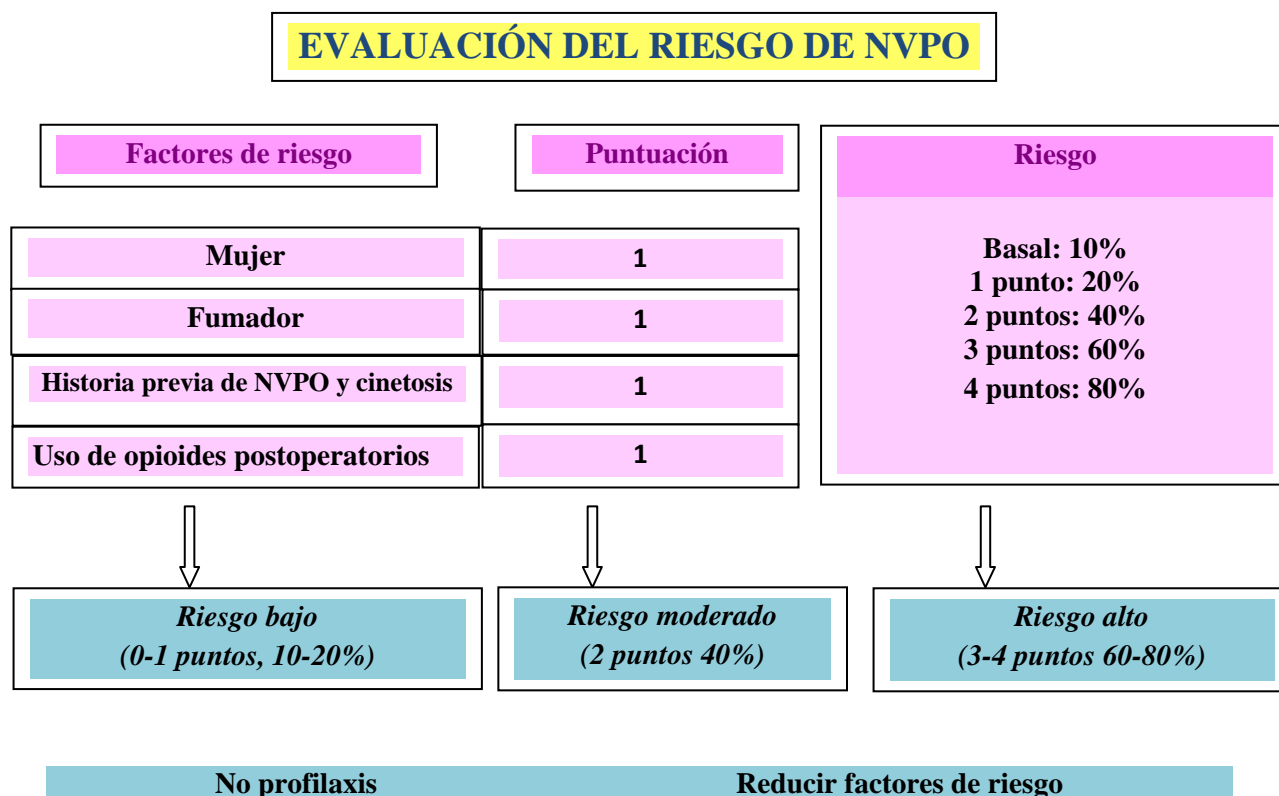 EVALUACIÓN DEL RIESGO DE NVPO
Factores de riesgo
Puntuación
Riesgo
Mujer
1
Fumador
1
Historia previa de NVPO y cinetosis
1
Uso de opioides postoperatorios
1
Basal: 10%
1 punto: 20%
2 puntos: 40%
3 puntos: 60%
4 puntos: 80%
Riesgo bajo
(0-1 puntos, 10-20%)
Riesgo moderado
(2 puntos 40%)
Riesgo alto
(3-4 puntos 60-80%)
No profilaxis
Reducir factores de riesgo